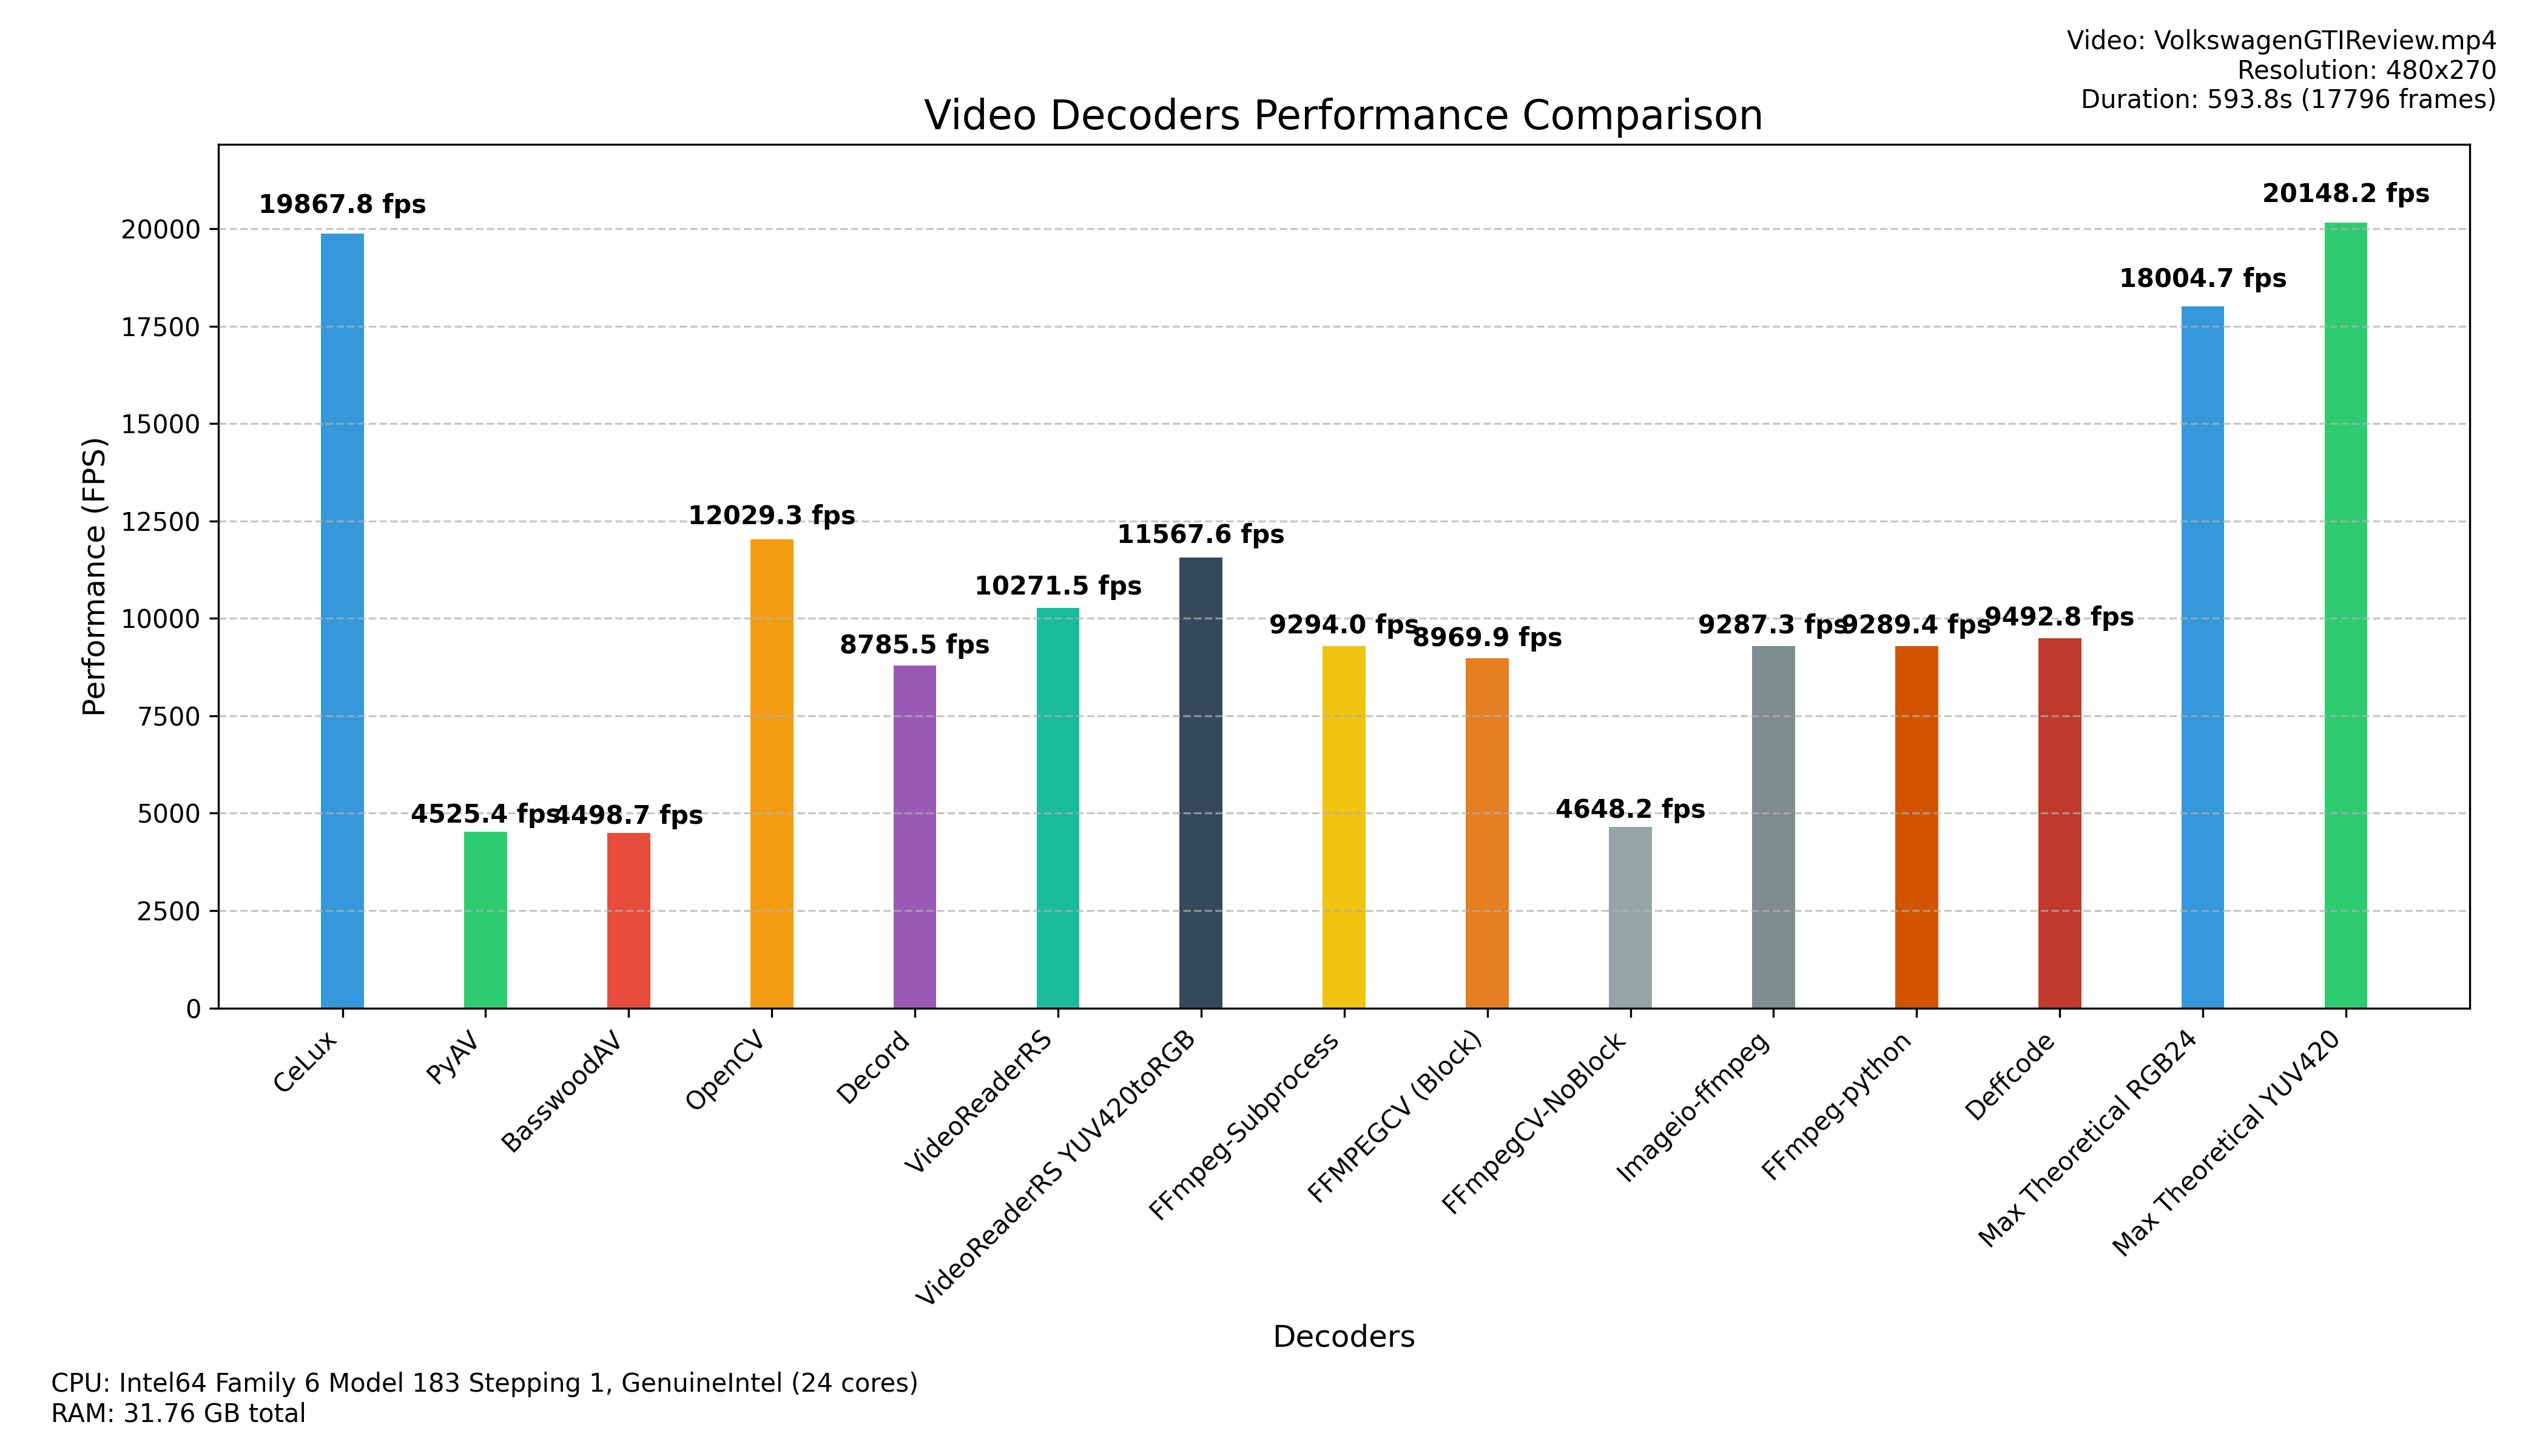 Video: VolkswagenGTIReview.mp4
Resolution: 480x270
Duration: 593.8s (17796 frames)
Video Decoders Performance Comparison
Performance (FPS)
20000
17500
15000
12500
10000
7500
5000
2500
0
19867.8 fps
4525.4 fps
4498.7 fps
12029.3 fps
8785.5 fps
10271.5 fps
11567.6 fps
9294.0 fps
8969.9 fps
4648.2 fps
9287.3 fps
9289.4 fps
9492.8 fps
18004.7 fps
20148.2 fps
CeLux
PyAV
BasswoodAV
OpenCV
Decord
VideoReaderRS
VideoReaderRS YUV420toRGB
FFmpeg-Subprocess
FFMPEGCV (Block)
FFmpegCV-NoBlock
Imageio-ffmpeg
FFmpeg-python
Deffcode
Max Theoretical RGB24
Max Theoretical YUV420
Decoders
CPU: Intel64 Family 6 Model 183 Stepping 1, GenuineIntel (24 cores)
RAM: 31.76 GB total